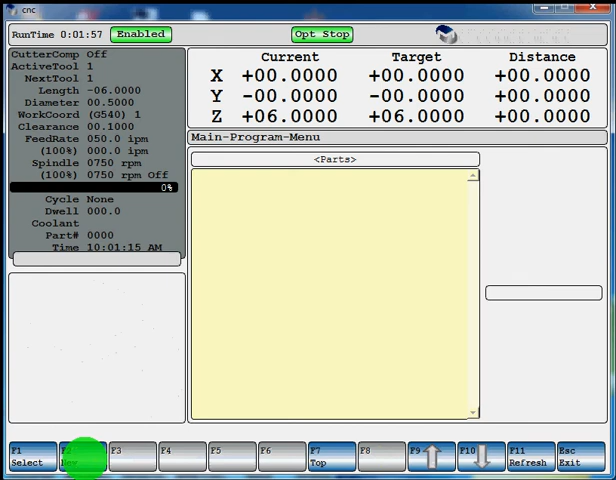 cnc
RunTime 0:01:57 Enabled Opt Stop
CutterComp Off
ActiveTool 1
NextTool 1
Length -06.0000
Diameter 00.5000
WorkCoord (G540) 1
Clearance 00.1000
FeedRate 050.0 ipm
(100%) 000.0 ipm
Spindle 0750 rpm
(100%) 0750 rpm Off
0%
Cycle None
Dwell 000.0
Coolant
Part# 0000
Time 10:01:15 AM
Current Target Distance
X +00.0000 +00.0000 +00.0000
Y -00.0000 -00.0000 +00.0000
Z +06.0000 +06.0000 +00.0000
Main-Program-Menu
<Parts>
F1 Select
F2 New
F3
F4
F5
F6
F7 Top
F8
F9
F10
F11 Refresh
Esc Exit